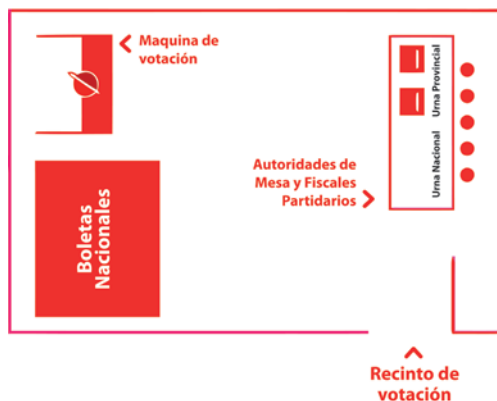 Maquina de
votación
Urna Provincial
Urna Nacional
Autoridades de
Mesa y Fiscales
Partidarios
Boletas
Nacionales
Recinto de
votación